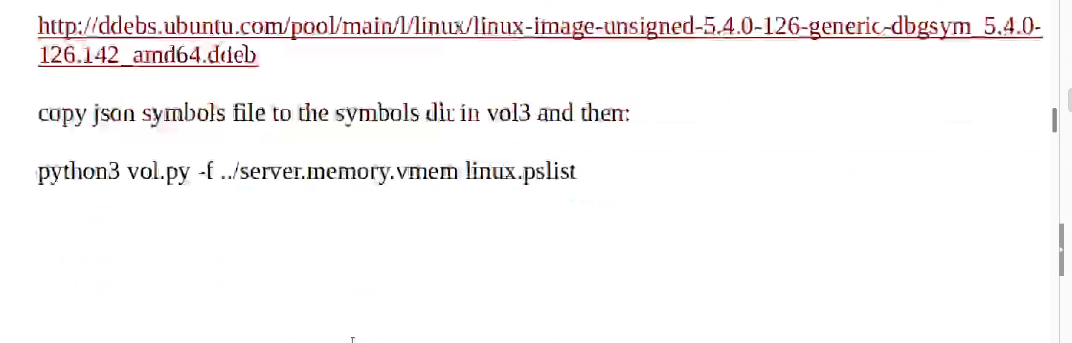 http://ddebs.ubuntu.com/pool/main/l/linux/linux-image-unsigned-5.4.0-126-generic-dbgsym_5.4.0-
126.142_amd64.ddeb
copy json symbols file to the symbols dir in vol3 and then:
python3 vol.py -f ../server.memory.vmem linux.pslist